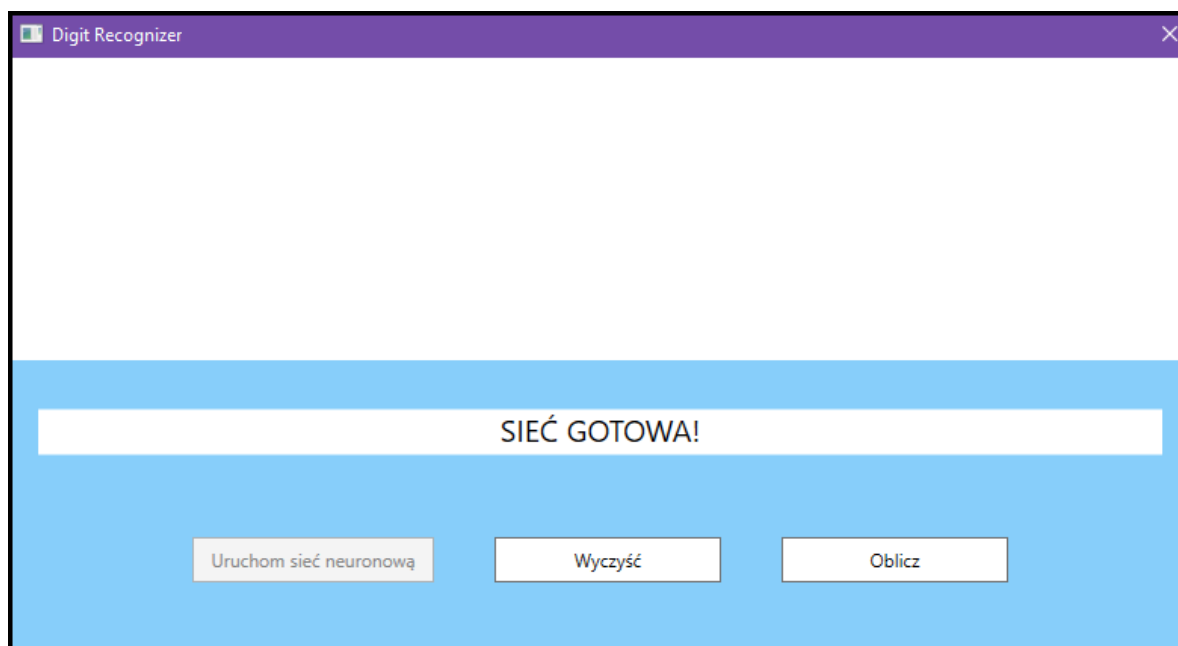 Digit Recognizer
SIEĆ GOTOWA!
Uruchom sieć neuronową
Wyczyść
Oblicz